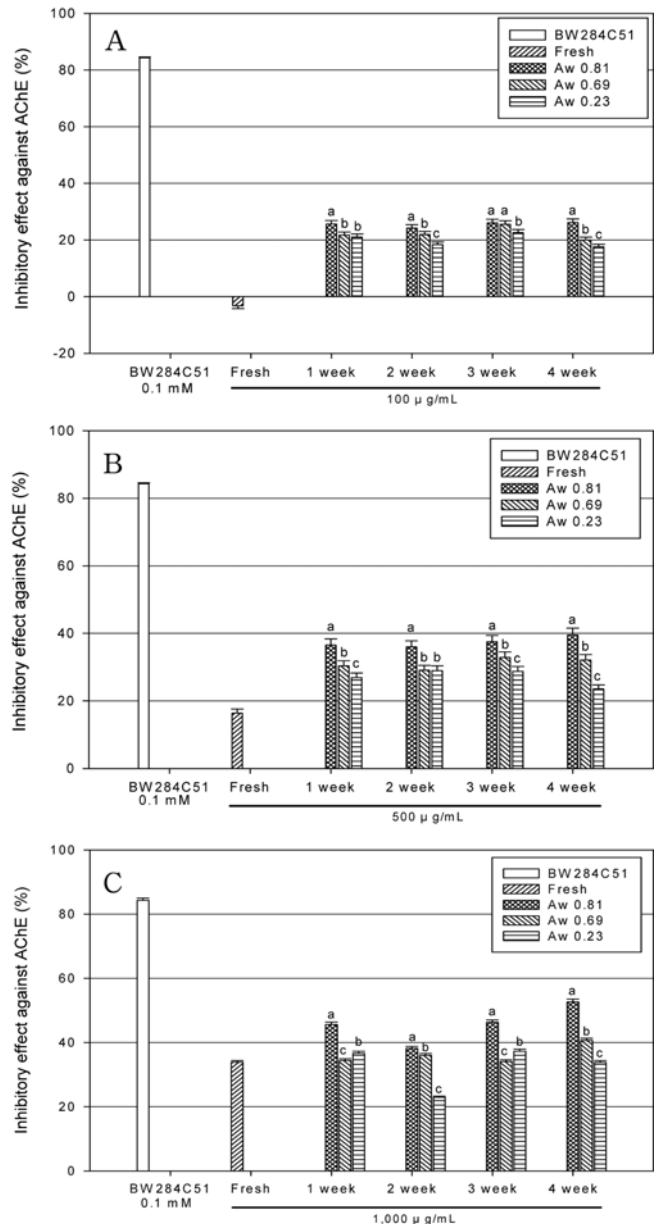 A
BW284C51
Fresh
Aw 0.81
Aw 0.69
Aw 0.23
Inhibitory effect against AChE (%)
100
80
60
40
20
0
-20
a b b
a b c
a a b
a b c
BW284C51 Fresh 1 week 2 week 3 week 4 week
0.1 mM
100 μ g/mL
B
BW284C51
Fresh
Aw 0.81
Aw 0.69
Aw 0.23
Inhibitory effect against AChE (%)
100
80
60
40
20
0
a b c
a b b
a b c
a b c
BW284C51 Fresh 1 week 2 week 3 week 4 week
0.1 mM
500 μ g/mL
C
BW284C51
Fresh
Aw 0.81
Aw 0.69
Aw 0.23
Inhibitory effect against AChE (%)
100
80
60
40
20
0
a c b
a b c
a c b
a b c
BW284C51 Fresh 1 week 2 week 3 week 4 week
0.1 mM
1,000 μ g/mL